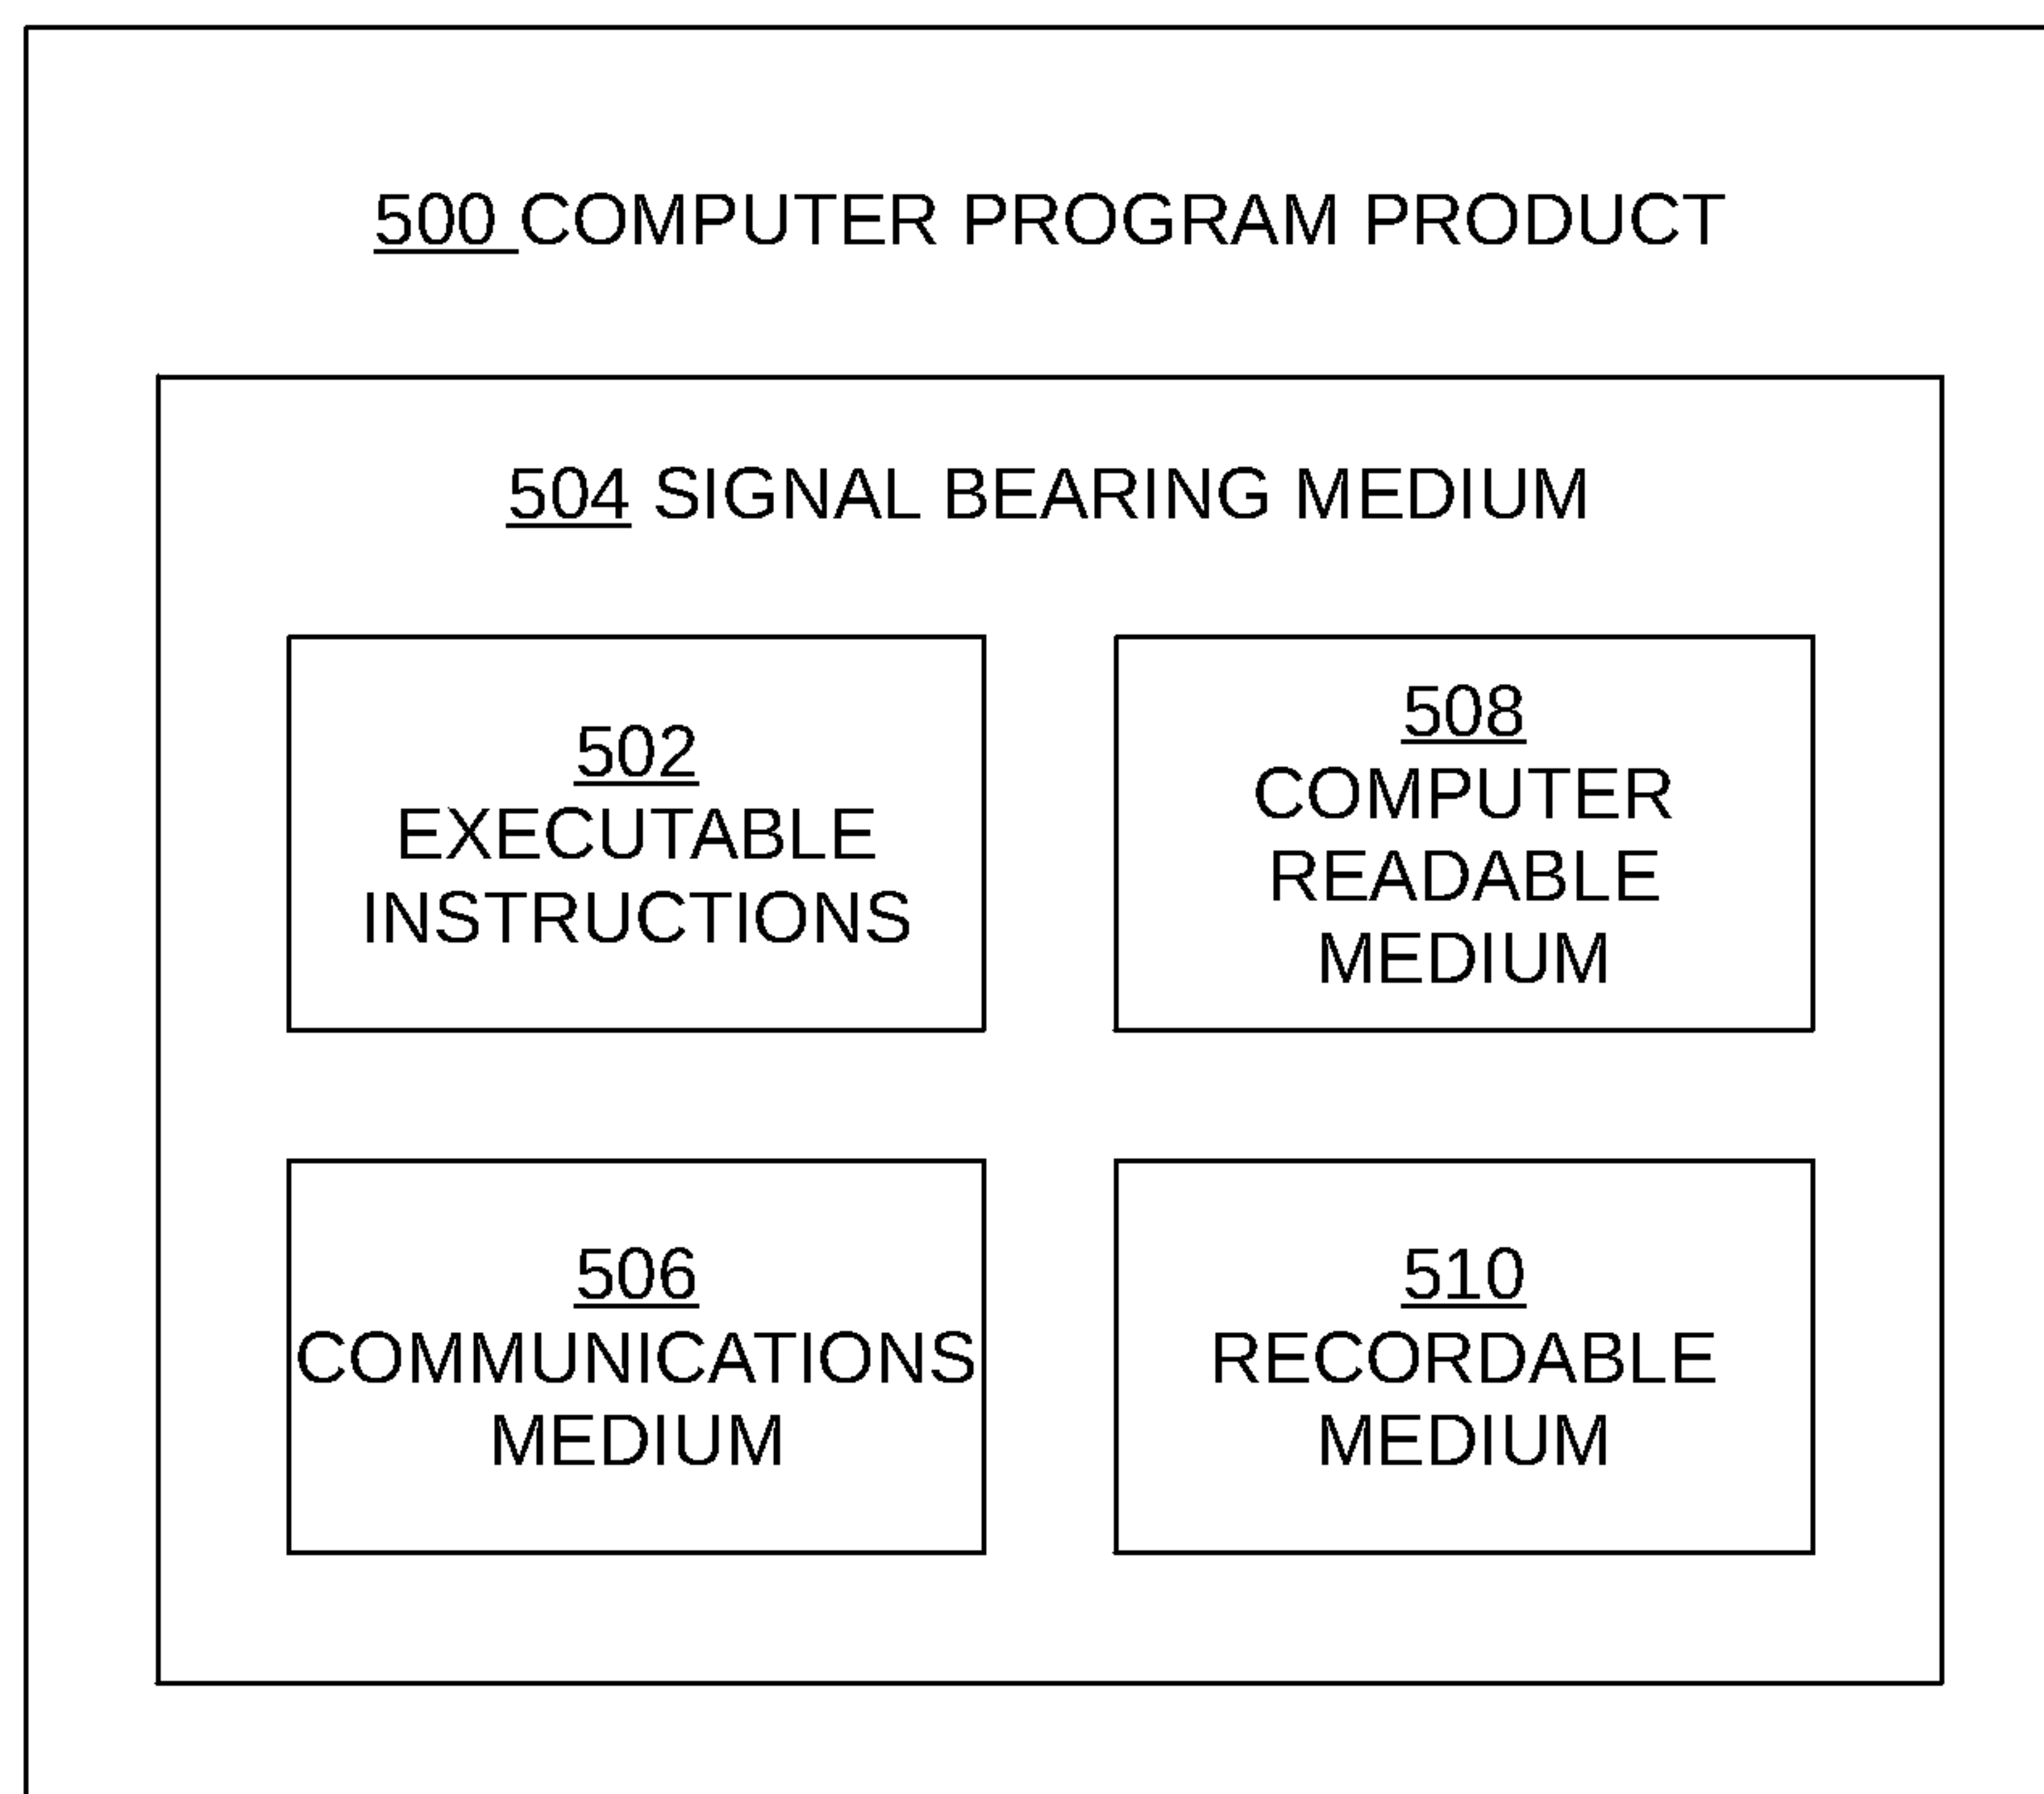 500 COMPUTER PROGRAM PRODUCT
504 SIGNAL BEARING MEDIUM
502
EXECUTABLE
INSTRUCTIONS
508
COMPUTER
READABLE
MEDIUM
506
COMMUNICATIONS
MEDIUM
510
RECORDABLE
MEDIUM